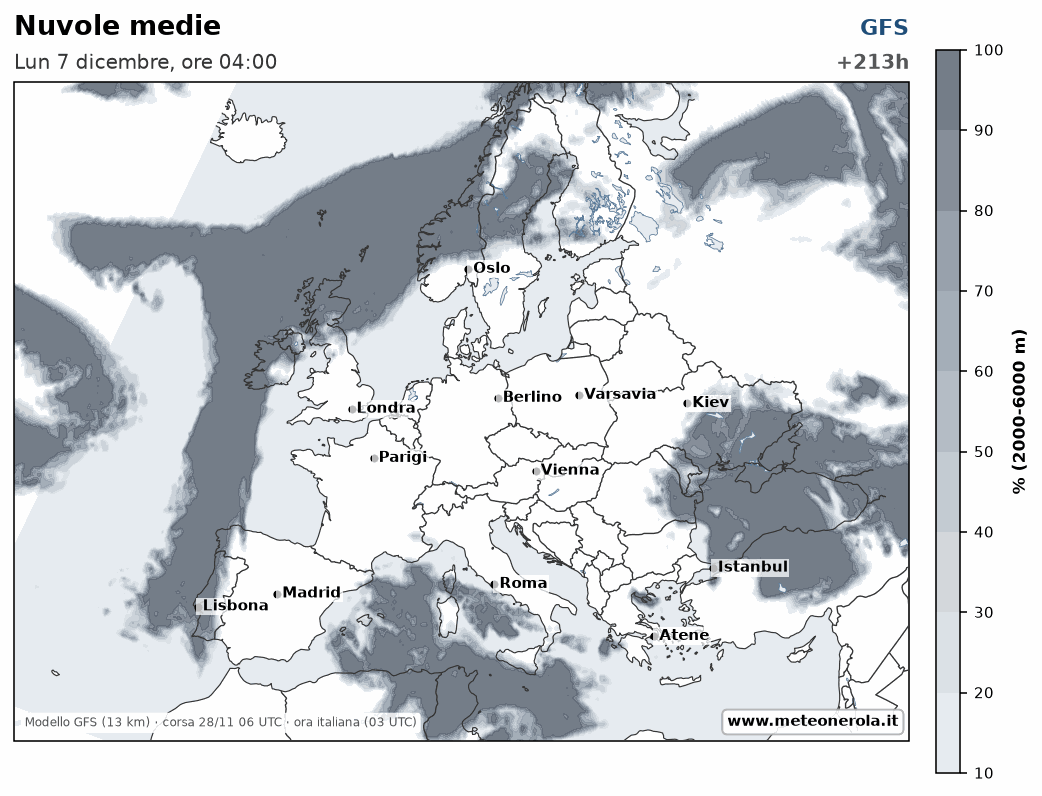 Nuvole medie
GFS
Lun 7 dicembre, ore 04:00
+213h
100
90
80
70
60
50
40
30
20
10
% (2000-6000 m)
Oslo
Berlino
Varsavia
Kiev
Londra
Parigi
Vienna
Istanbul
Roma
Madrid
Lisbona
Atene
Modello GFS (13 km) · corsa 28/11 06 UTC · ora italiana (03 UTC)
www.meteonerola.it